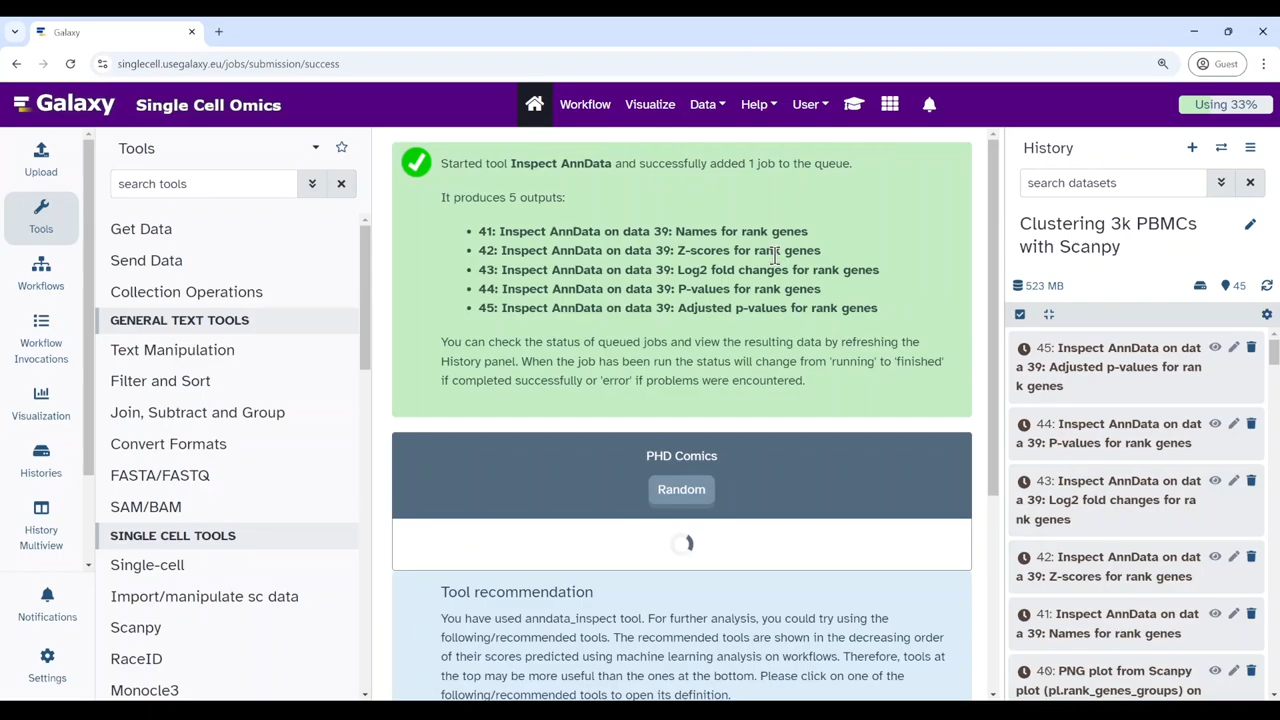 Galaxy
singlecell.usegalaxy.eu/jobs/submission/success
Guest
Galaxy
Single Cell Omics
Workflow
Visualize
Data
Help
User
Using 33%
Upload
Tools
Workflows
Workflow
Invocations
Visualization
Histories
History
Multiview
Notifications
Settings
Tools
search tools
Get Data
Send Data
Collection Operations
GENERAL TEXT TOOLS
Text Manipulation
Filter and Sort
Join, Subtract and Group
Convert Formats
FASTA/FASTQ
SAM/BAM
SINGLE CELL TOOLS
Single-cell
Import/manipulate sc data
Scanpy
RaceID
Monocle3
Started tool Inspect AnnData and successfully added 1 job to the queue.
It produces 5 outputs:
• 41: Inspect AnnData on data 39: Names for rank genes
• 42: Inspect AnnData on data 39: Z-scores for rank genes
• 43: Inspect AnnData on data 39: Log2 fold changes for rank genes
• 44: Inspect AnnData on data 39: P-values for rank genes
• 45: Inspect AnnData on data 39: Adjusted p-values for rank genes
You can check the status of queued jobs and view the resulting data by refreshing the
History panel. When the job has been run the status will change from 'running' to 'finished'
if completed successfully or 'error' if problems were encountered.
PHD Comics
Random
Tool recommendation
You have used anndata_inspect tool. For further analysis, you could try using the
following/recommended tools. The recommended tools are shown in the decreasing order
of their scores predicted using machine learning analysis on workflows. Therefore, tools at
the top may be more useful than the ones at the bottom. Please click on one of the
following/recommended tools to open its definition.
History
search datasets
Clustering 3k PBMCs
with Scanpy
523 MB
45
45: Inspect AnnData on dat
a 39: Adjusted p-values for ran
k genes
44: Inspect AnnData on dat
a 39: P-values for rank genes
43: Inspect AnnData on dat
a 39: Log2 fold changes for ra
nk genes
42: Inspect AnnData on dat
a 39: Z-scores for rank genes
41: Inspect AnnData on dat
a 39: Names for rank genes
40: PNG plot from Scanpy
plot (pl.rank_genes_groups) on